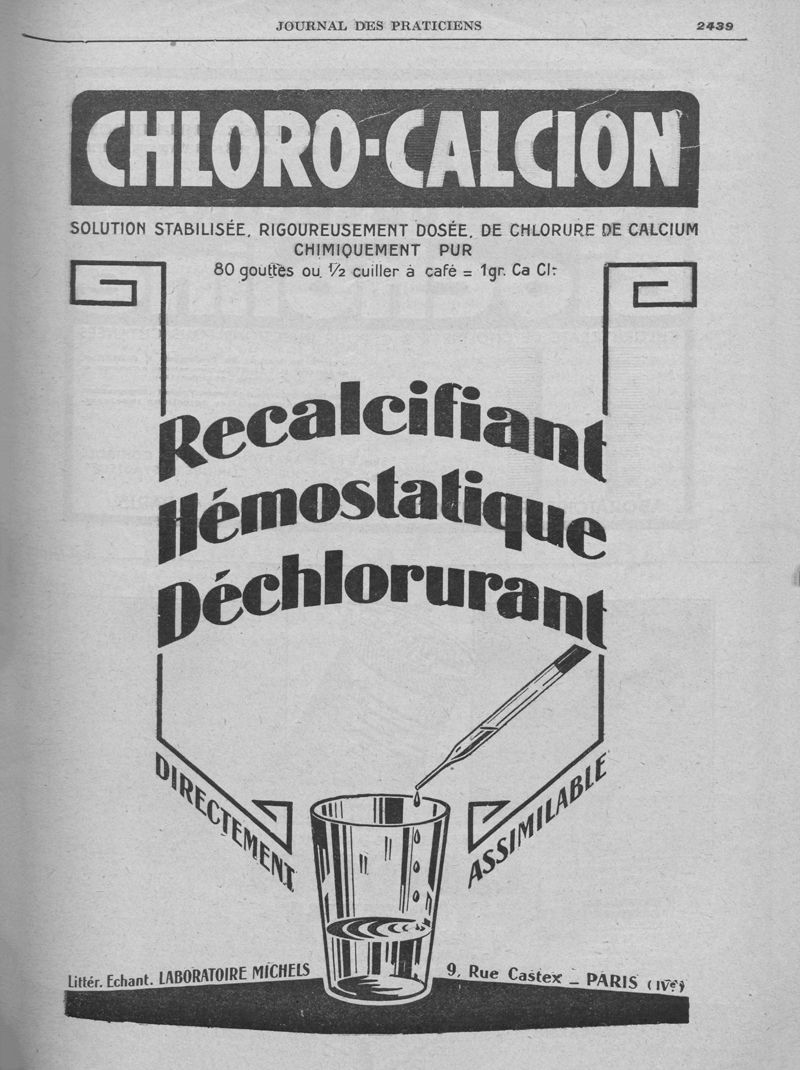 JOURNAL DES PRATICIENS 2439
CHLORO-CALCION
SOLUTION STABILISÉE, RIGOUREUSEMENT DOSÉE, DE CHLORURE DE CALCIUM
CHIMIQUEMENT PUR
80 gouttes ou ½ cuiller à café = 1gr. Ca Cl²
Recalcifiant
Hémostatique
Déchlorurant
DIRECTEMENT
ASSIMILABLE
Littér. Echant. LABORATOIRE MICHELS
9, Rue Castex _ PARIS (IVe)